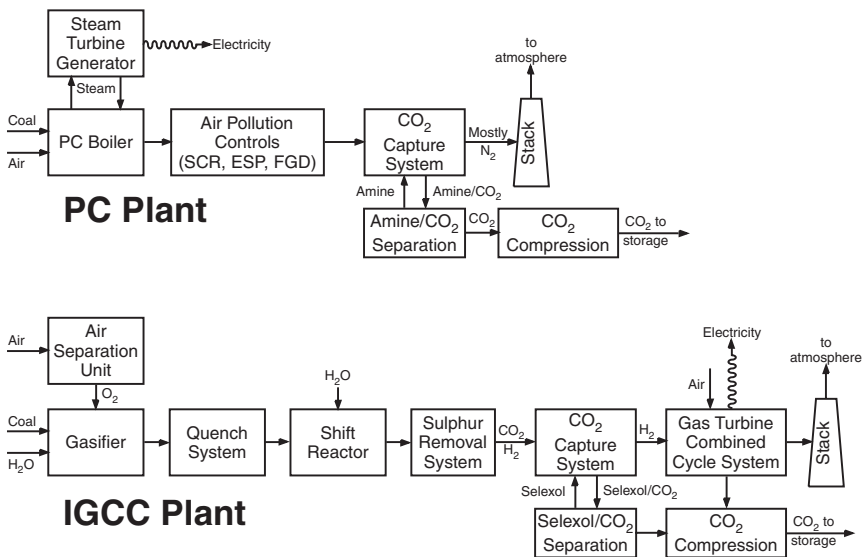 Steam
Turbine
Generator
Electricity
to
atmosphere
Steam
Coal
Air
PC Boiler
Air Pollution
Controls
(SCR, ESP, FGD)
CO₂
Capture
System
Mostly
N₂
Stack
PC Plant
Amine
Amine/CO₂
Amine/CO₂
Separation
CO₂
CO₂
Compression
CO₂ to
storage
Air
Air
Separation
Unit
O₂
Coal
H₂O
Gasifier
Quench
System
H₂O
Shift
Reactor
Sulphur
Removal
System
CO₂
H₂
CO₂
Capture
System
H₂
Electricity
Air
Gas Turbine
Combined
Cycle System
to
atmosphere
Stack
IGCC Plant
Selexol
Selexol/CO₂
Selexol/CO₂
Separation
CO₂
Compression
CO₂ to
storage